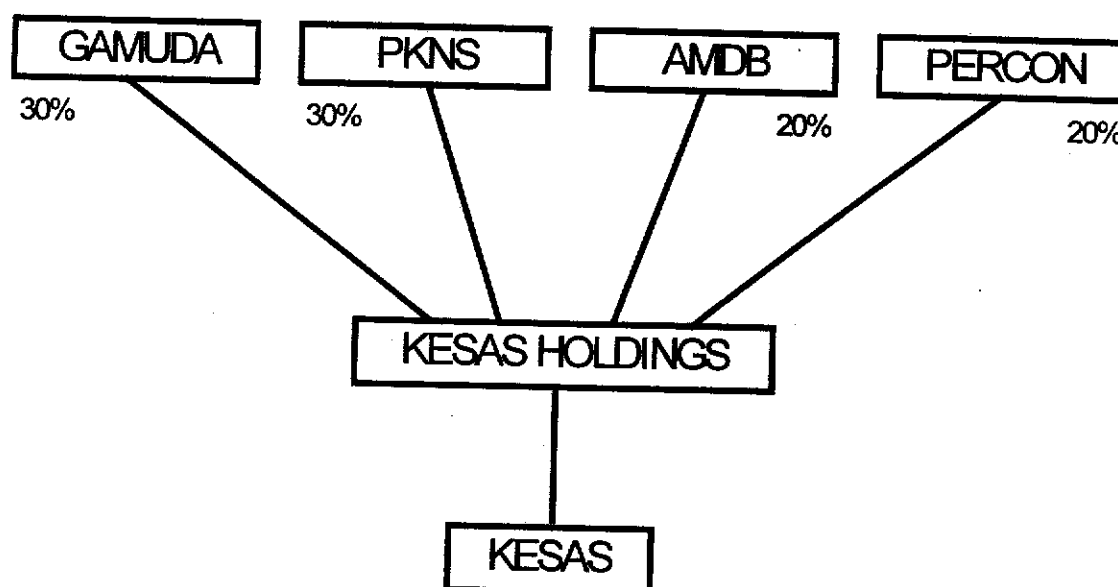 GAMUDA
PKNS
AMDB
PERCON
30%
30%
20%
20%
KESAS HOLDINGS
KESAS